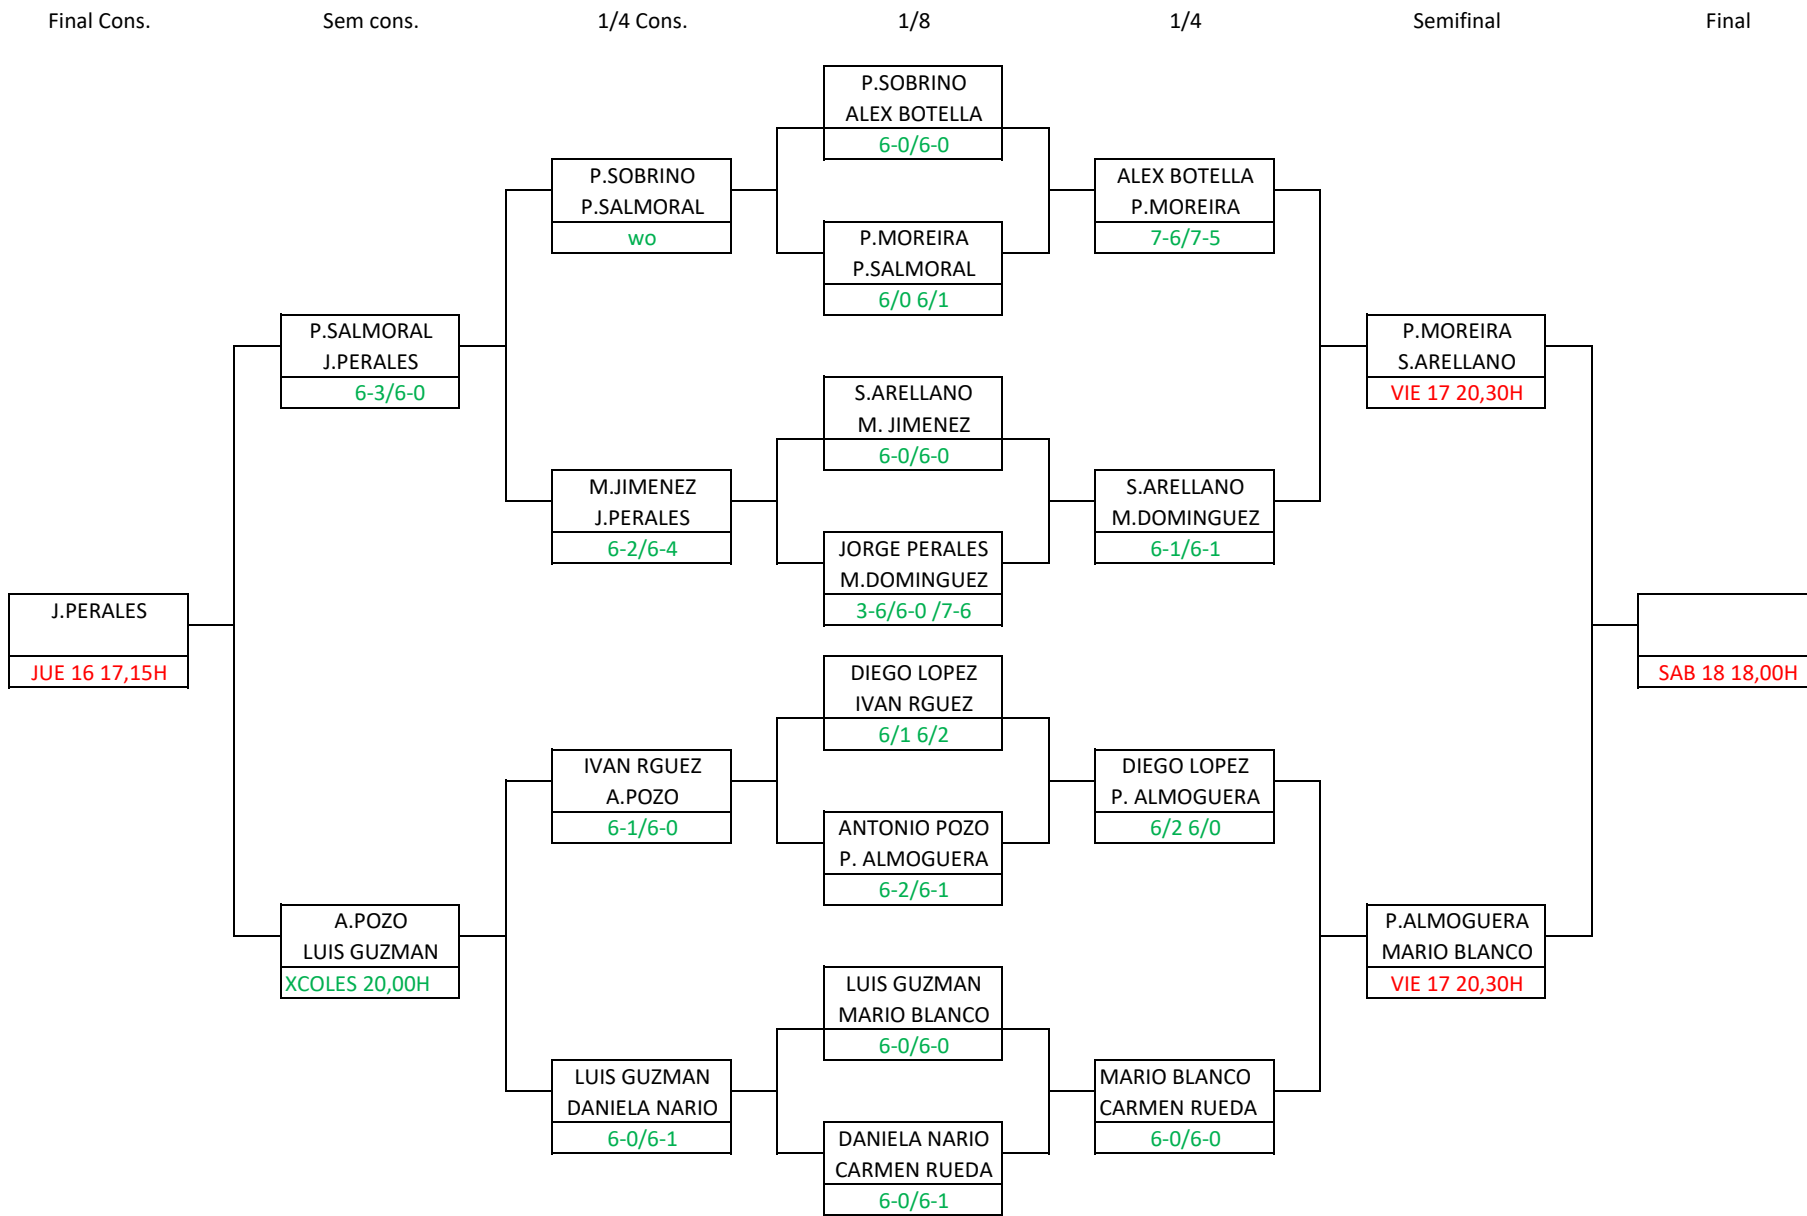 Final Cons.
Sem cons.
1/4 Cons.
1/8
1/4
Semifinal
Final
P.SOBRINO
ALEX BOTELLA
6-0/6-0
P.SOBRINO
P.SALMORAL
wo
ALEX BOTELLA
P.MOREIRA
7-6/7-5
P.MOREIRA
P.SALMORAL
6/0 6/1
P.SALMORAL
J.PERALES
6-3/6-0
P.MOREIRA
S.ARELLANO
VIE 17 20,30H
S.ARELLANO
M. JIMENEZ
6-0/6-0
M.JIMENEZ
J.PERALES
6-2/6-4
S.ARELLANO
M.DOMINGUEZ
6-1/6-1
JORGE PERALES
M.DOMINGUEZ
3-6/6-0 /7-6
J.PERALES
JUE 16 17,15H
SAB 18 18,00H
DIEGO LOPEZ
IVAN RGUEZ
6/1 6/2
IVAN RGUEZ
A.POZO
6-1/6-0
DIEGO LOPEZ
P. ALMOGUERA
6/2 6/0
ANTONIO POZO
P. ALMOGUERA
6-2/6-1
A.POZO
LUIS GUZMAN
XCOLES 20,00H
P.ALMOGUERA
MARIO BLANCO
VIE 17 20,30H
LUIS GUZMAN
MARIO BLANCO
6-0/6-0
LUIS GUZMAN
DANIELA NARIO
6-0/6-1
MARIO BLANCO
CARMEN RUEDA
6-0/6-0
DANIELA NARIO
CARMEN RUEDA
6-0/6-1